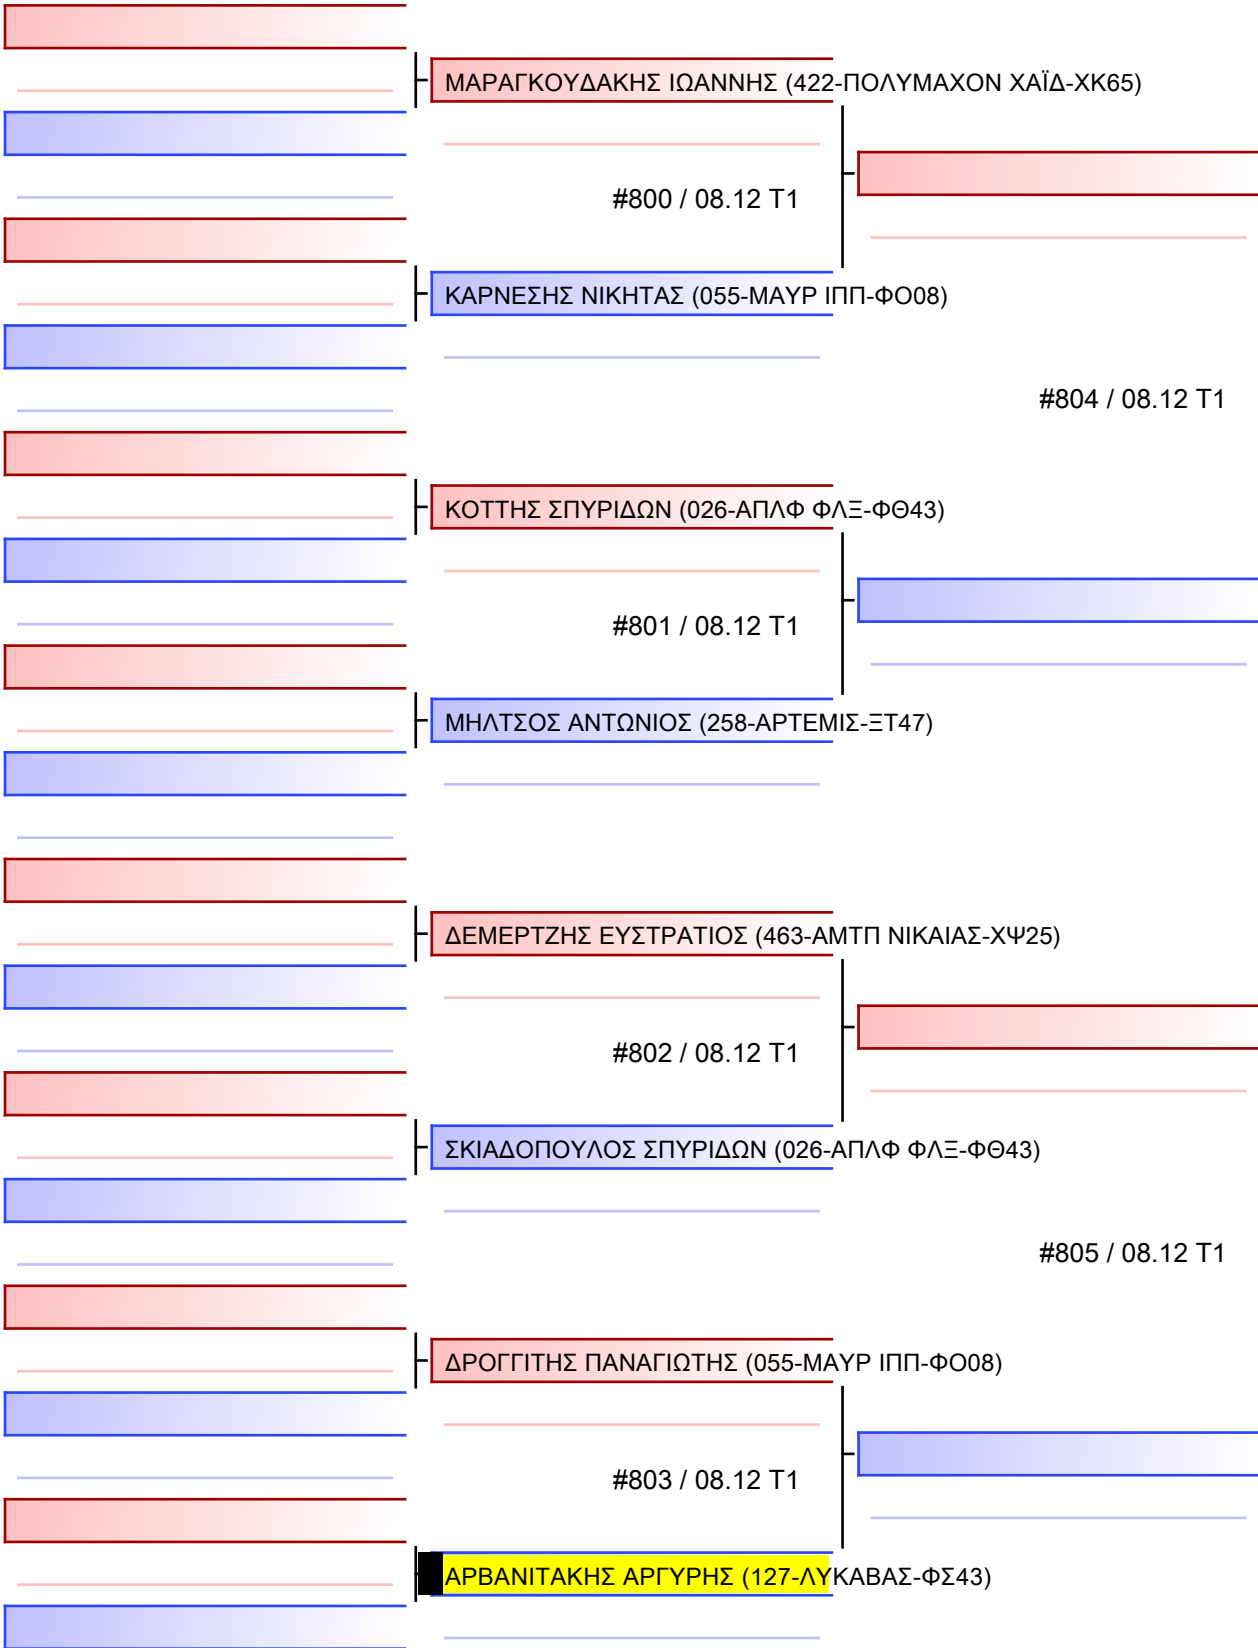 ΜΑΡΑΓΚΟΥΔΑΚΗΣ ΙΩΑΝΝΗΣ (422-ΠΟΛΥΜΑΧΟΝ ΧΑΪΔ-ΧΚ65)
#800 / 08.12 T1
ΚΑΡΝΕΣΗΣ ΝΙΚΗΤΑΣ (055-ΜΑΥΡ ΙΠΠ-ΦΟ08)
#804 / 08.12 T1
ΚΟΤΤΗΣ ΣΠΥΡΙΔΩΝ (026-ΑΠΛΦ ΦΛΞ-ΦΘ43)
#801 / 08.12 T1
ΜΗΛΤΣΟΣ ΑΝΤΩΝΙΟΣ (258-ΑΡΤΕΜΙΣ-ΞΤ47)
ΔΕΜΕΡΤΖΗΣ ΕΥΣΤΡΑΤΙΟΣ (463-ΑΜΤΠ ΝΙΚΑΙΑΣ-ΧΨ25)
#802 / 08.12 T1
ΣΚΙΑΔΟΠΟΥΛΟΣ ΣΠΥΡΙΔΩΝ (026-ΑΠΛΦ ΦΛΞ-ΦΘ43)
#805 / 08.12 T1
ΔΡΟΓΓΙΤΗΣ ΠΑΝΑΓΙΩΤΗΣ (055-ΜΑΥΡ ΙΠΠ-ΦΟ08)
#803 / 08.12 T1
ΑΡΒΑΝΙΤΑΚΗΣ ΑΡΓΥΡΗΣ (127-ΛΥΚΑΒΑΣ-ΦΣ43)